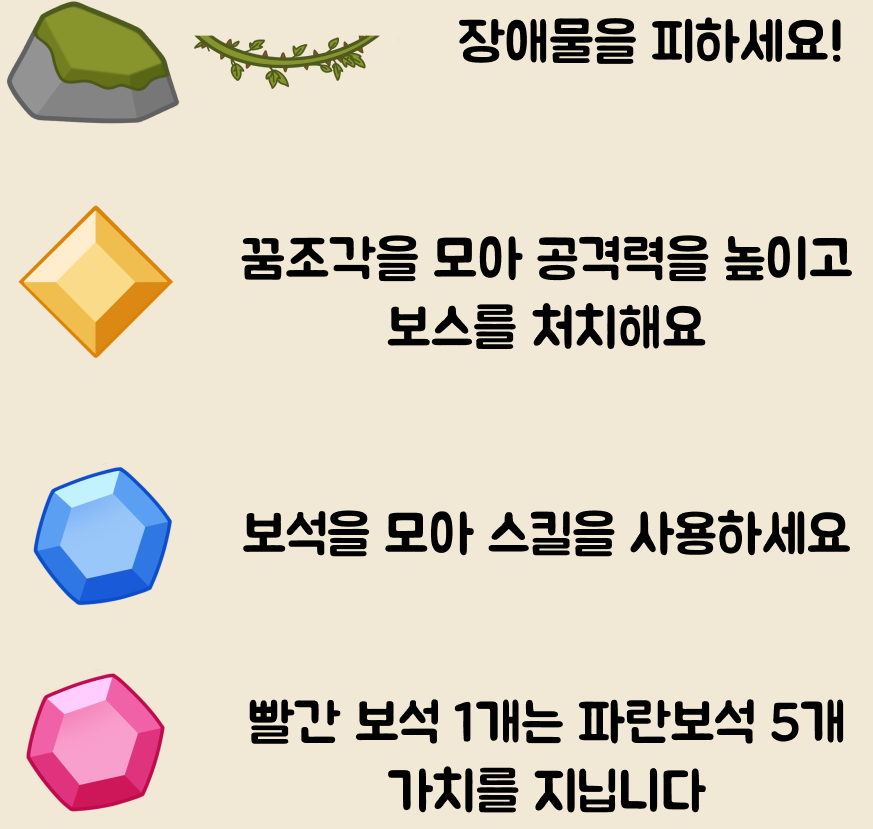 장애물을 피하세요!
꿈조각을 모아 공격력을 높이고
보스를 처치해요
보석을 모아 스킬을 사용하세요
빨간 보석 1개는 파란보석 5개
가치를 지닙니다